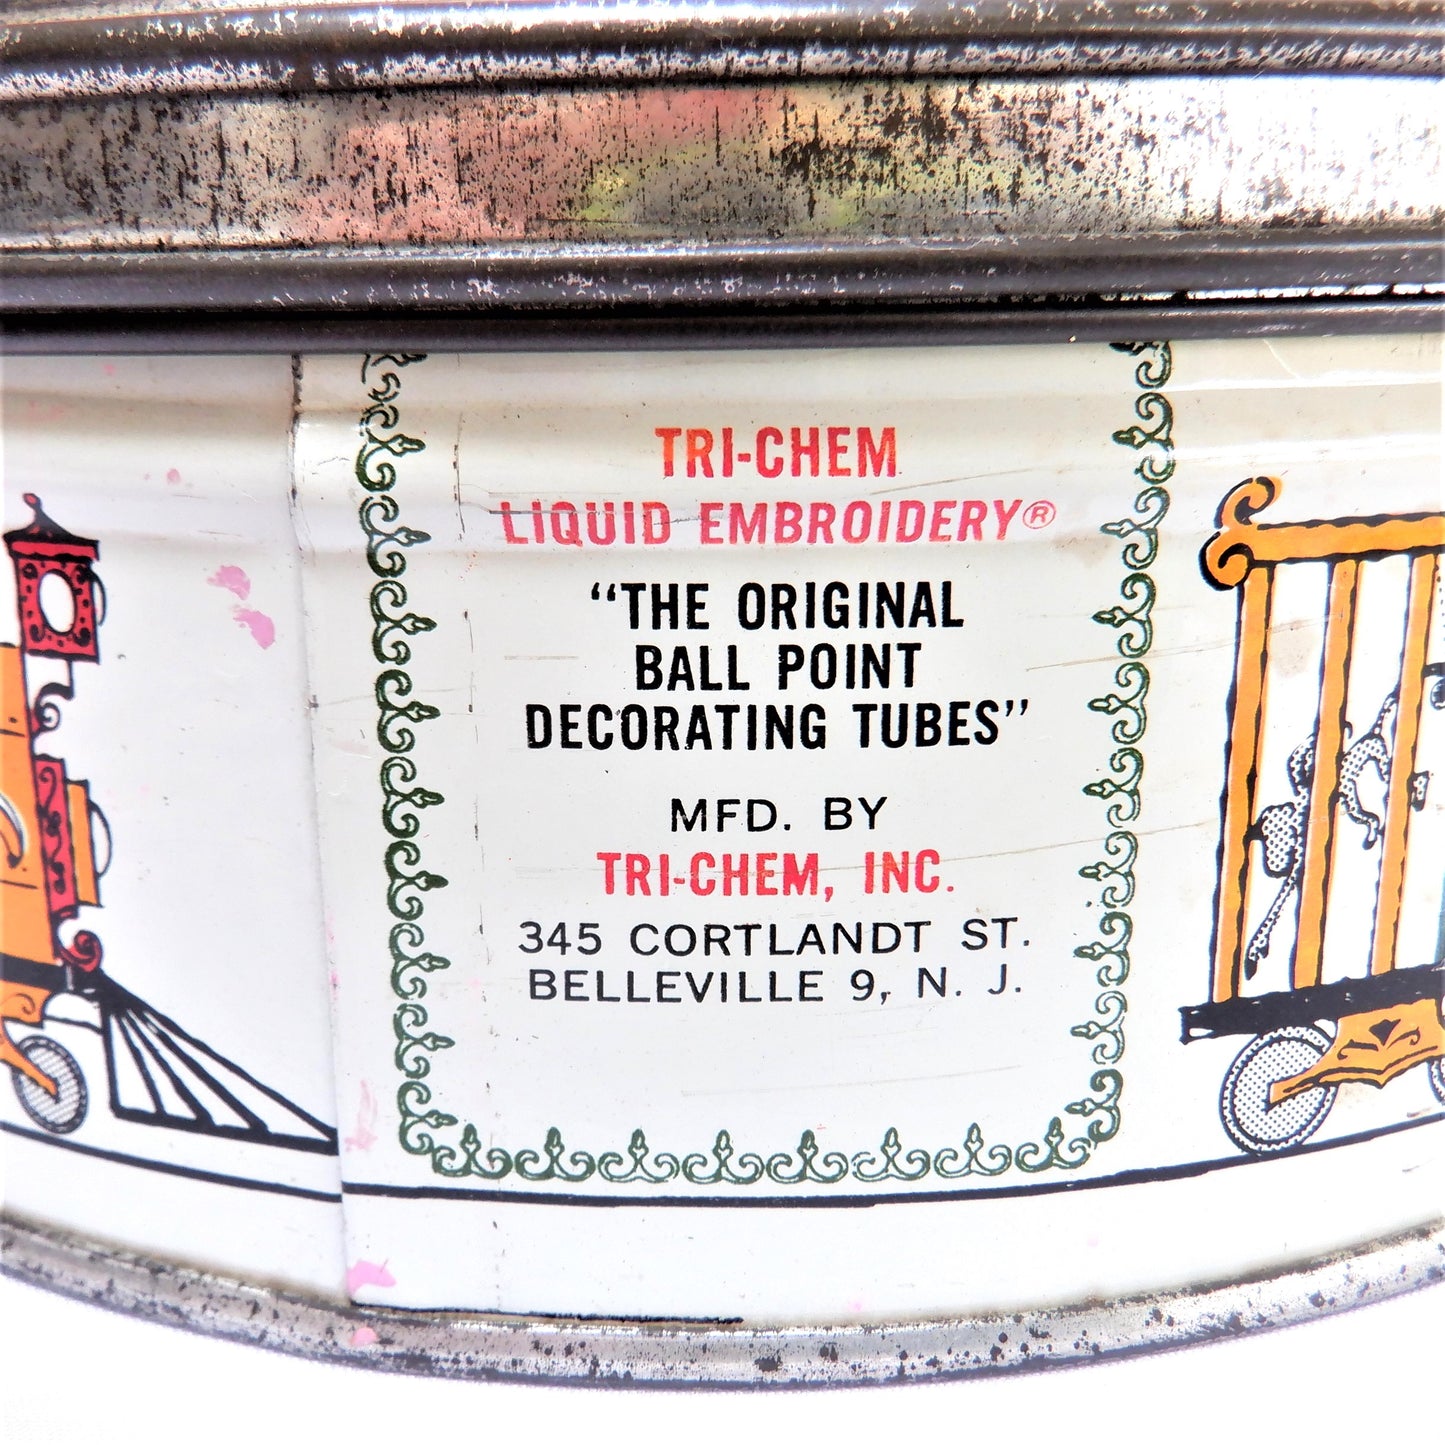 TRI-CHEM
LIQUID EMBROIDERY®
“THE ORIGINAL
BALL POINT
DECORATING TUBES”
MFD. BY
TRI-CHEM, INC.
345 CORTLANDT ST.
BELLEVILLE 9, N. J.